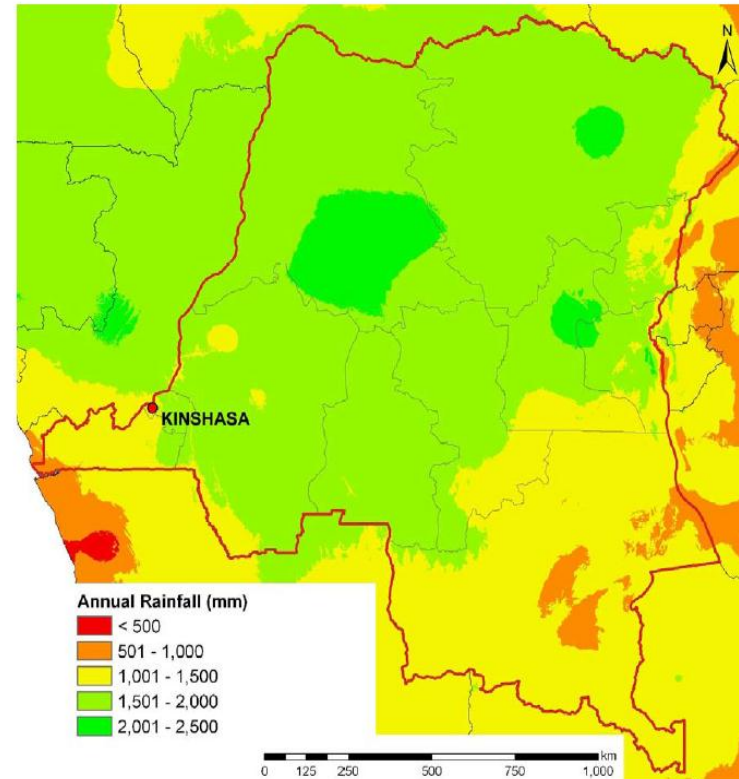 N
KINSHASA
Annual Rainfall (mm)
< 500
501 - 1,000
1,001 - 1,500
1,501 - 2,000
2,001 - 2,500
km
0 125 250 500 750 1,000